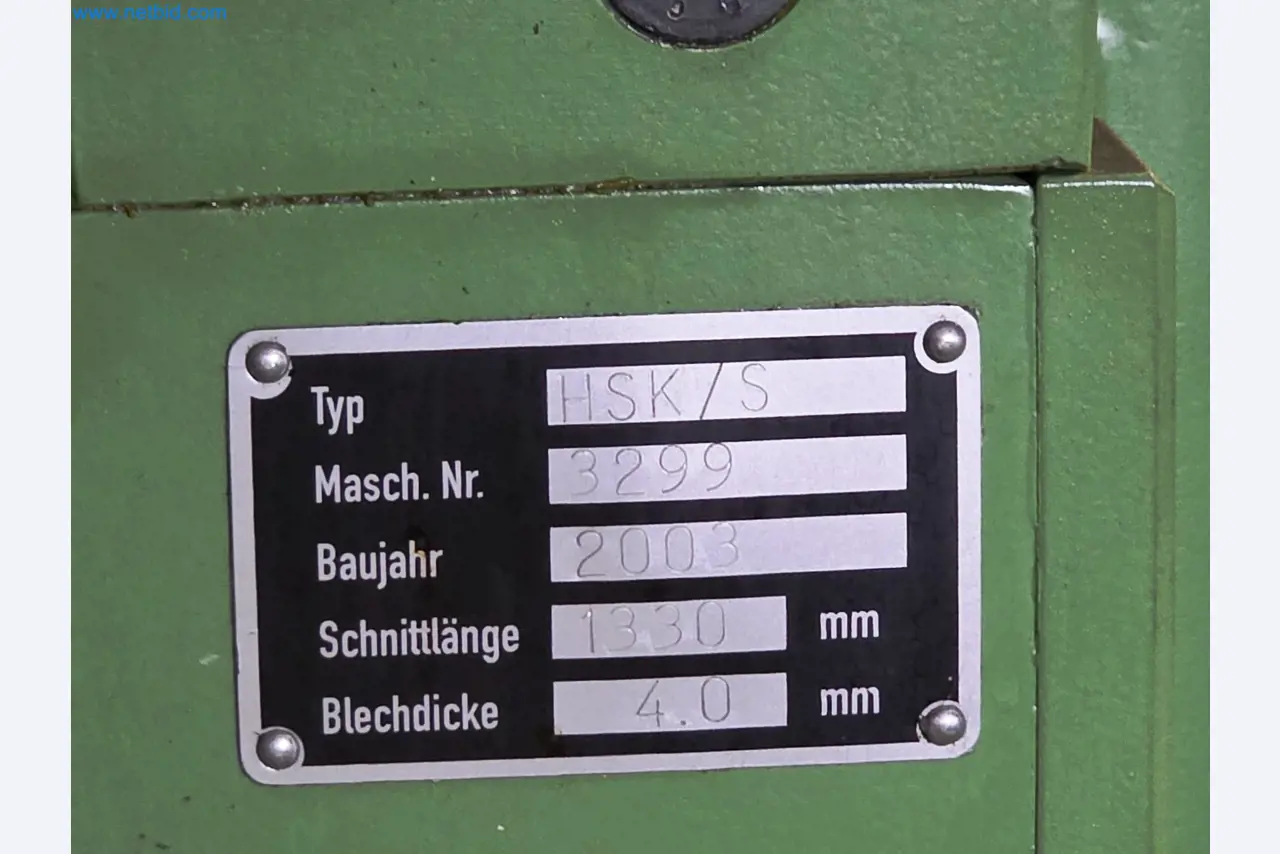 www.netbid.com
Typ HSK/S
Masch. Nr. 3299
Baujahr 2003
Schnittlänge 1330 mm
Blechdicke 4.0 mm